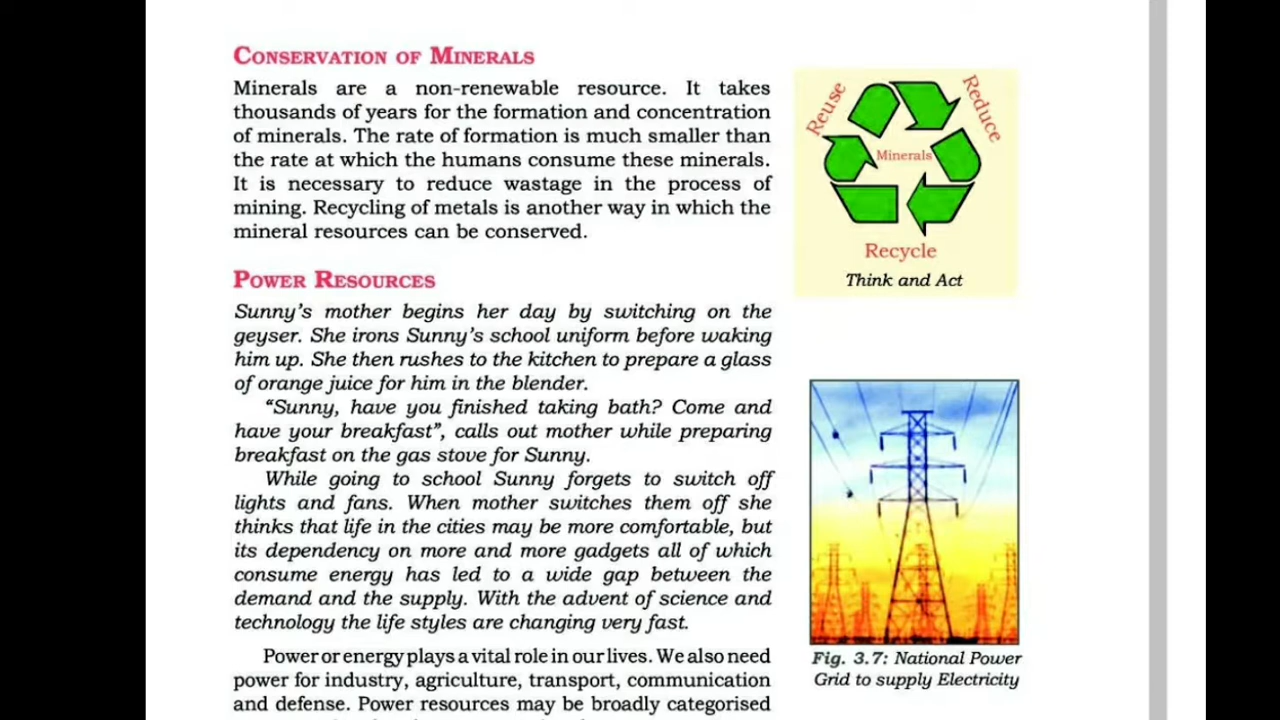 CONSERVATION OF MINERALS
Minerals are a non-renewable resource. It takes
thousands of years for the formation and concentration
of minerals. The rate of formation is much smaller than
the rate at which the humans consume these minerals.
It is necessary to reduce wastage in the process of
mining. Recycling of metals is another way in which the
mineral resources can be conserved.
Reuse
Reduce
Minerals
Recycle
Think and Act
POWER RESOURCES
Sunny's mother begins her day by switching on the
geyser. She irons Sunny's school uniform before waking
him up. She then rushes to the kitchen to prepare a glass
of orange juice for him in the blender.
"Sunny, have you finished taking bath? Come and
have your breakfast", calls out mother while preparing
breakfast on the gas stove for Sunny.
While going to school Sunny forgets to switch off
lights and fans. When mother switches them off she
thinks that life in the cities may be more comfortable, but
its dependency on more and more gadgets all of which
consume energy has led to a wide gap between the
demand and the supply. With the advent of science and
technology the life styles are changing very fast.
Power or energy plays a vital role in our lives. We also need
power for industry, agriculture, transport, communication
and defense. Power resources may be broadly categorised
Fig. 3.7: National Power
Grid to supply Electricity